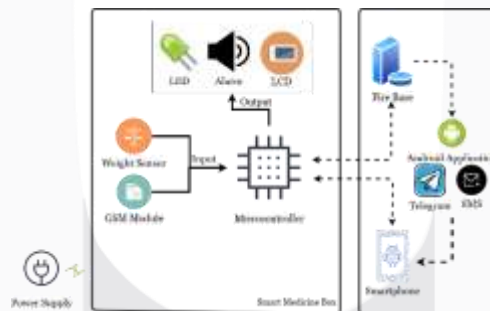 LED
Alarm
LCD
Output
Fire Base
Weight Sensor
Input
Android Application
GSM Module
Microcontroller
Telegram
SMS
Smartphone
Power Supply
Smart Medicine Box